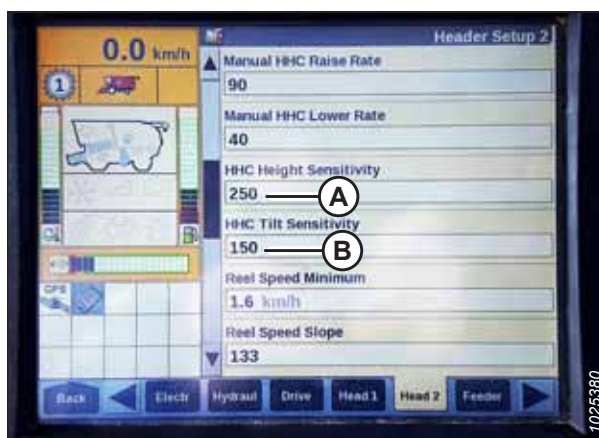 0.0 km/h
Header Setup 2
1
Manual HHC Raise Rate
90
Manual HHC Lower Rate
40
HHC Height Sensitivity
250
A
HHC Tilt Sensitivity
150
B
Reel Speed Minimum
1.6 km/h
GPS
Reel Speed Slope
133
Back
Electr
Hydraul
Drive
Head 1
Head 2
Feeder
1025380